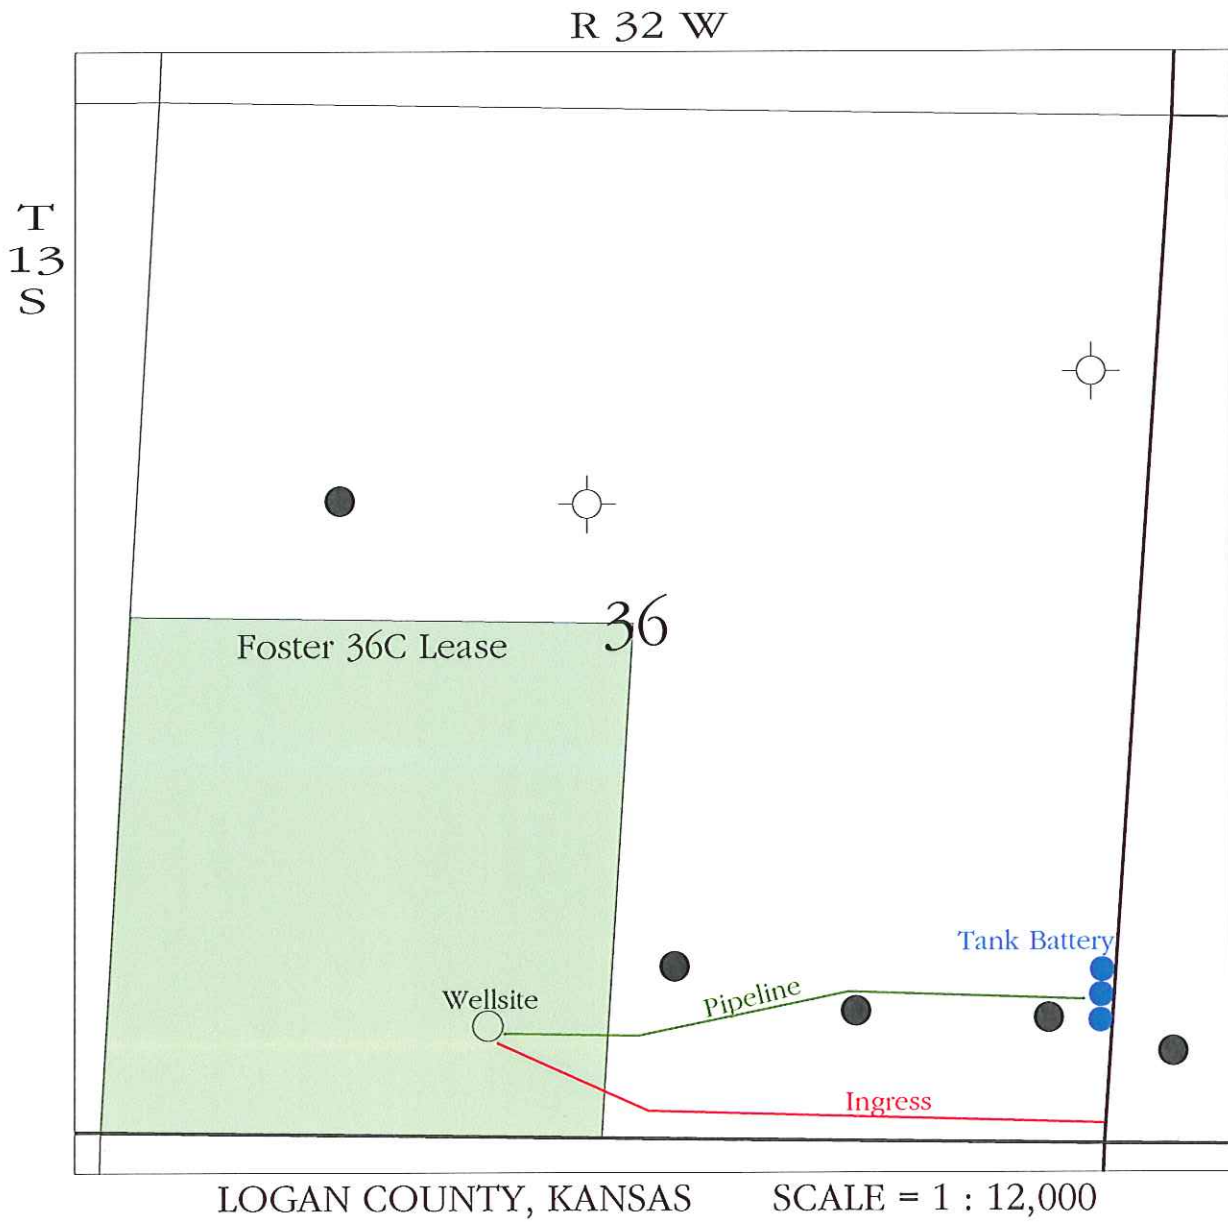 R 32 W
T
13
S
36
Foster 36C Lease
Tank Battery
Wellsite
Pipeline
Ingress
LOGAN COUNTY, KANSAS SCALE = 1 : 12,000